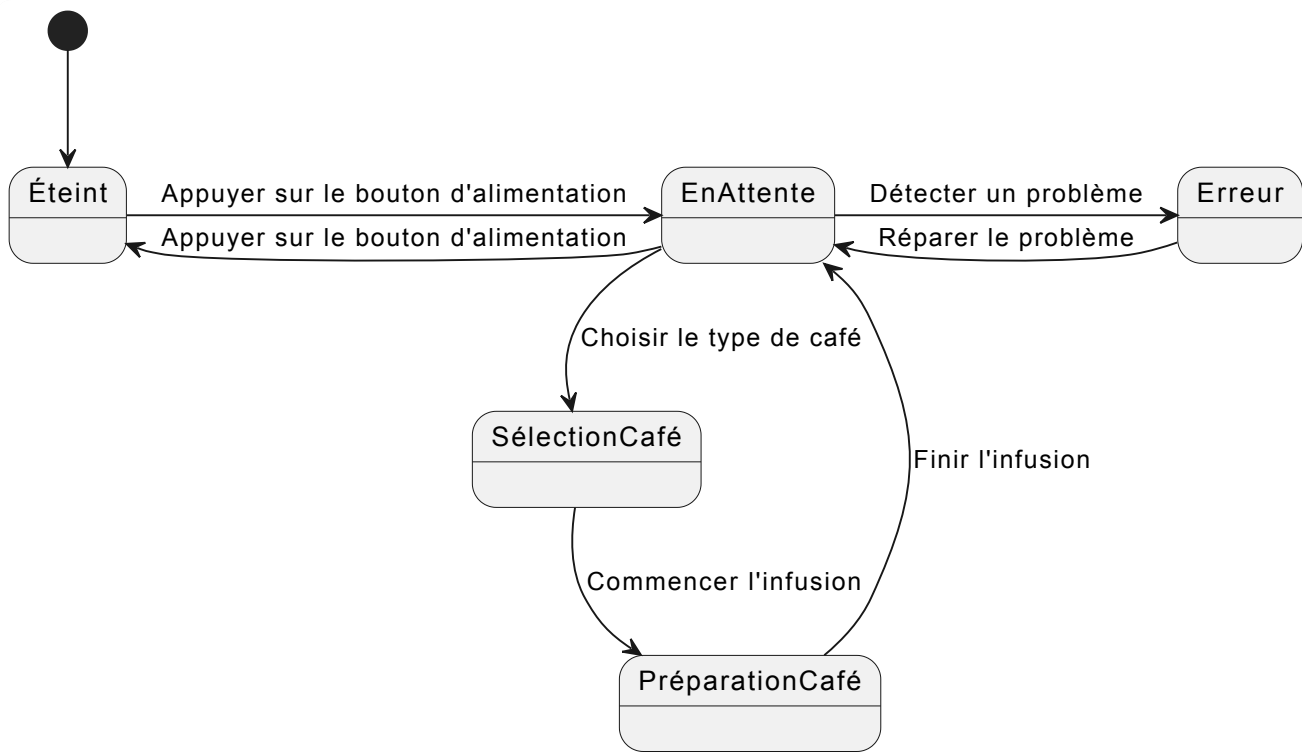 Éteint
Appuyer sur le bouton d'alimentation
EnAttente
Détecter un problème
Erreur
Appuyer sur le bouton d'alimentation
Réparer le problème
Choisir le type de café
SélectionCafé
Finir l'infusion
Commencer l'infusion
PréparationCafé